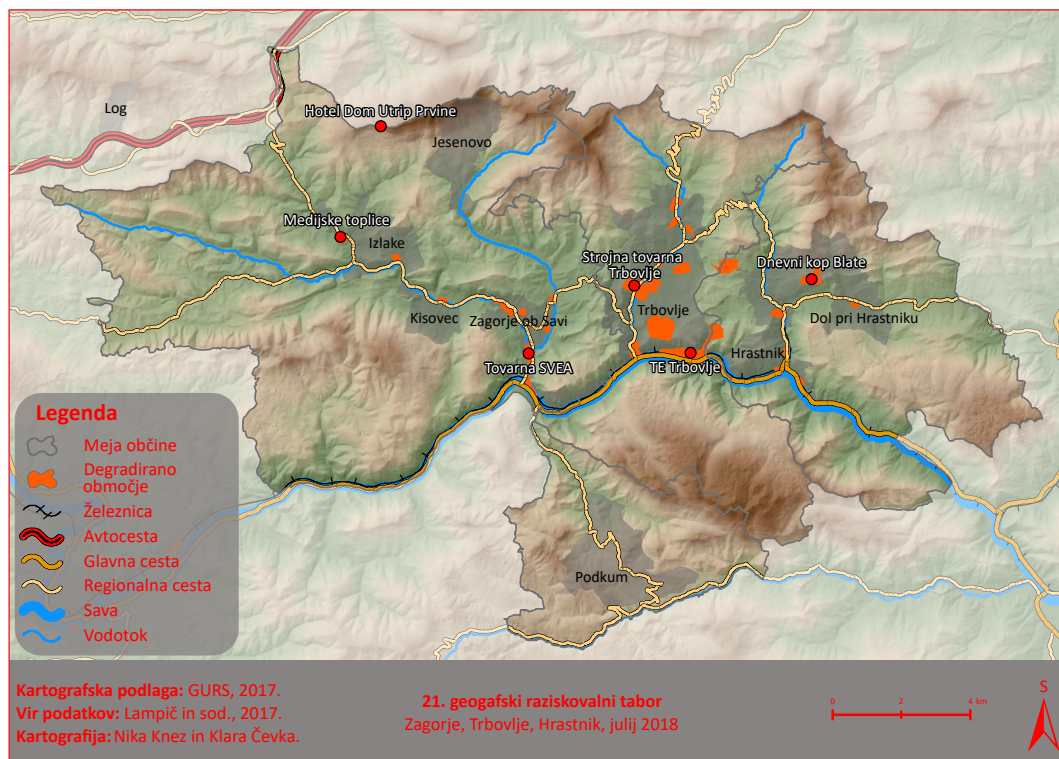 Log
Hotel Dom Utrip Prvine
Jesenovo
Medijske toplice
Izlake
Strojna tovarna
Trbovlje
Dnevni kop Blate
Kisovec
Zagorje ob Savi
Trbovlje
Dol pri Hrastniku
Tovarna SVEA
TE Trbovlje
Hrastnik
Podkum
Legenda
Meja občine
Degradirano
območje
Železnica
Avtocesta
Glavna cesta
Regionalna cesta
Sava
Vodotok
Kartografska podlaga: GURS, 2017.
Vir podatkov: Lampič in sod., 2017.
Kartografija: Nika Knez in Klara Čevka.
21. geogafski raziskovalni tabor
Zagorje, Trbovlje, Hrastnik, julij 2018
0 2 4 km
S